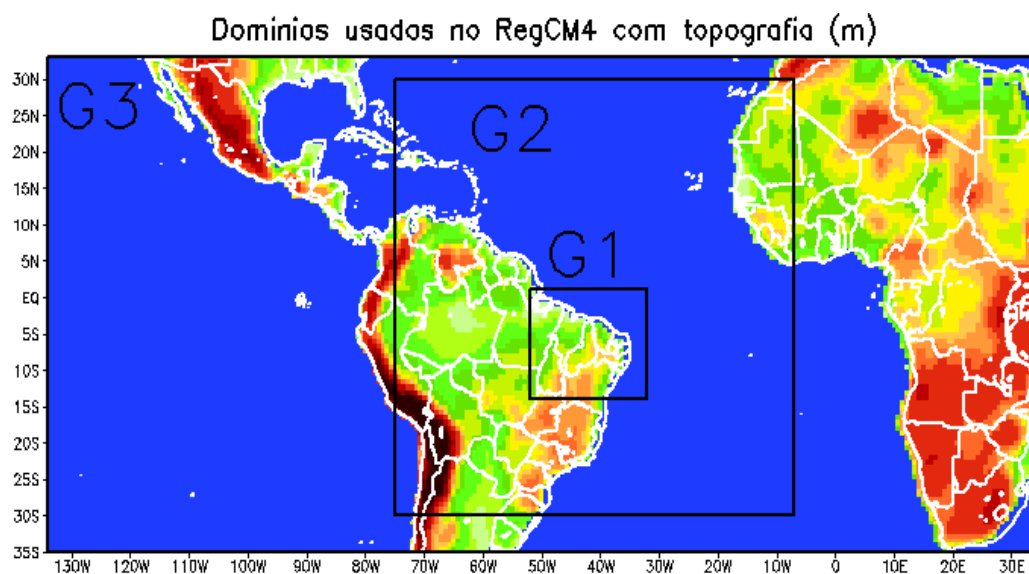 Dominios usados no RegCM4 com topografia (m)
30N
G3
G2
25N
20N
15N
10N
5N
G1
EQ
5S
10S
15S
20S
25S
30S
35S
130W 120W 110W 100W 90W 80W 70W 60W 50W 40W 30W 20W 10W 0 10E 20E 30E